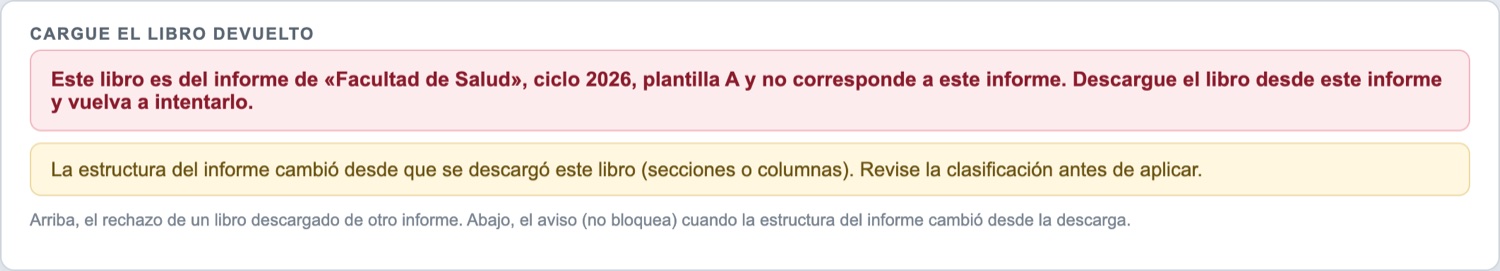 CARGUE EL LIBRO DEVUELTO
Este libro es del informe de «Facultad de Salud», ciclo 2026, plantilla A y no corresponde a este informe. Descargue el libro desde este informe
y vuelva a intentarlo.
La estructura del informe cambió desde que se descargó este libro (secciones o columnas). Revise la clasificación antes de aplicar.
Arriba, el rechazo de un libro descargado de otro informe. Abajo, el aviso (no bloquea) cuando la estructura del informe cambió desde la descarga.